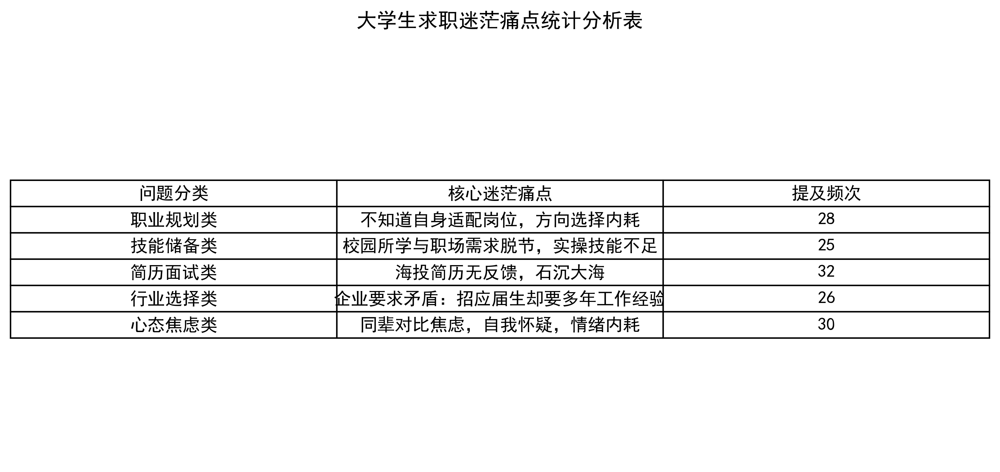 大学生求职迷茫痛点统计分析表
问题分类 核心迷茫痛点 提及频次
职业规划类 不知道自身适配岗位，方向选择内耗 28
技能储备类 校园所学与职场需求脱节，实操技能不足 25
简历面试类 海投简历无反馈，石沉大海 32
行业选择类 企业要求矛盾：招应届生却要多年工作经验 26
心态焦虑类 同辈对比焦虑，自我怀疑，情绪内耗 30